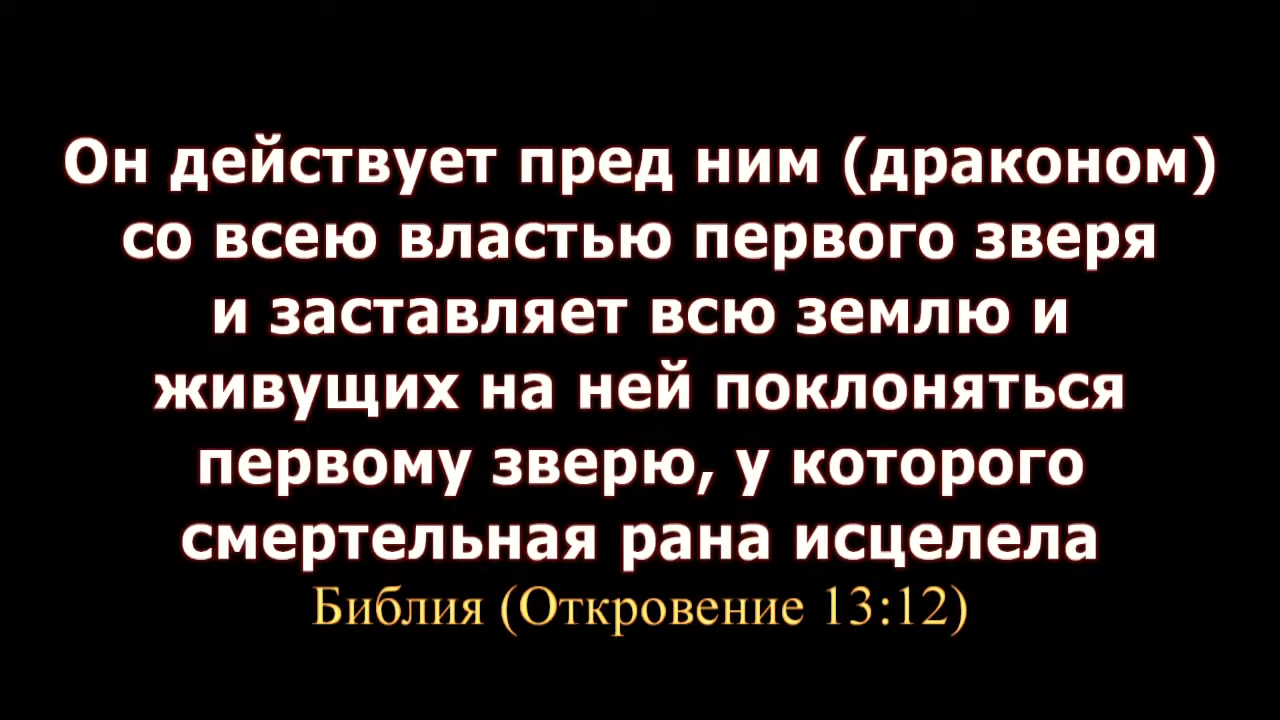 Он действует пред ним (драконом)
со всею властью первого зверя
и заставляет всю землю и
живущих на ней поклоняться
первому зверю, у которого
смертельная рана исцелела
Библия (Откровение 13:12)